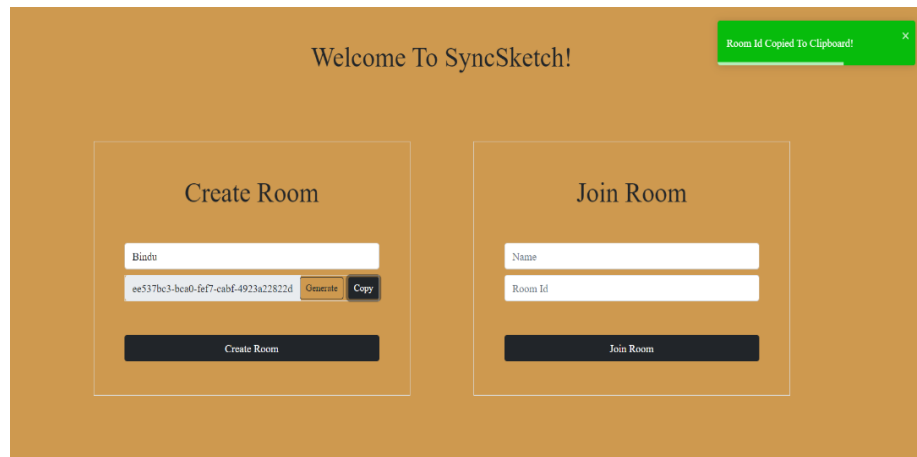 Welcome To SyncSketch!
Room Id Copied To Clipboard!
×
Create Room
Bindu
ee537bc3-bca0-fef7-cabf-4923a22822d
Generate
Copy
Create Room
Join Room
Name
Room Id
Join Room